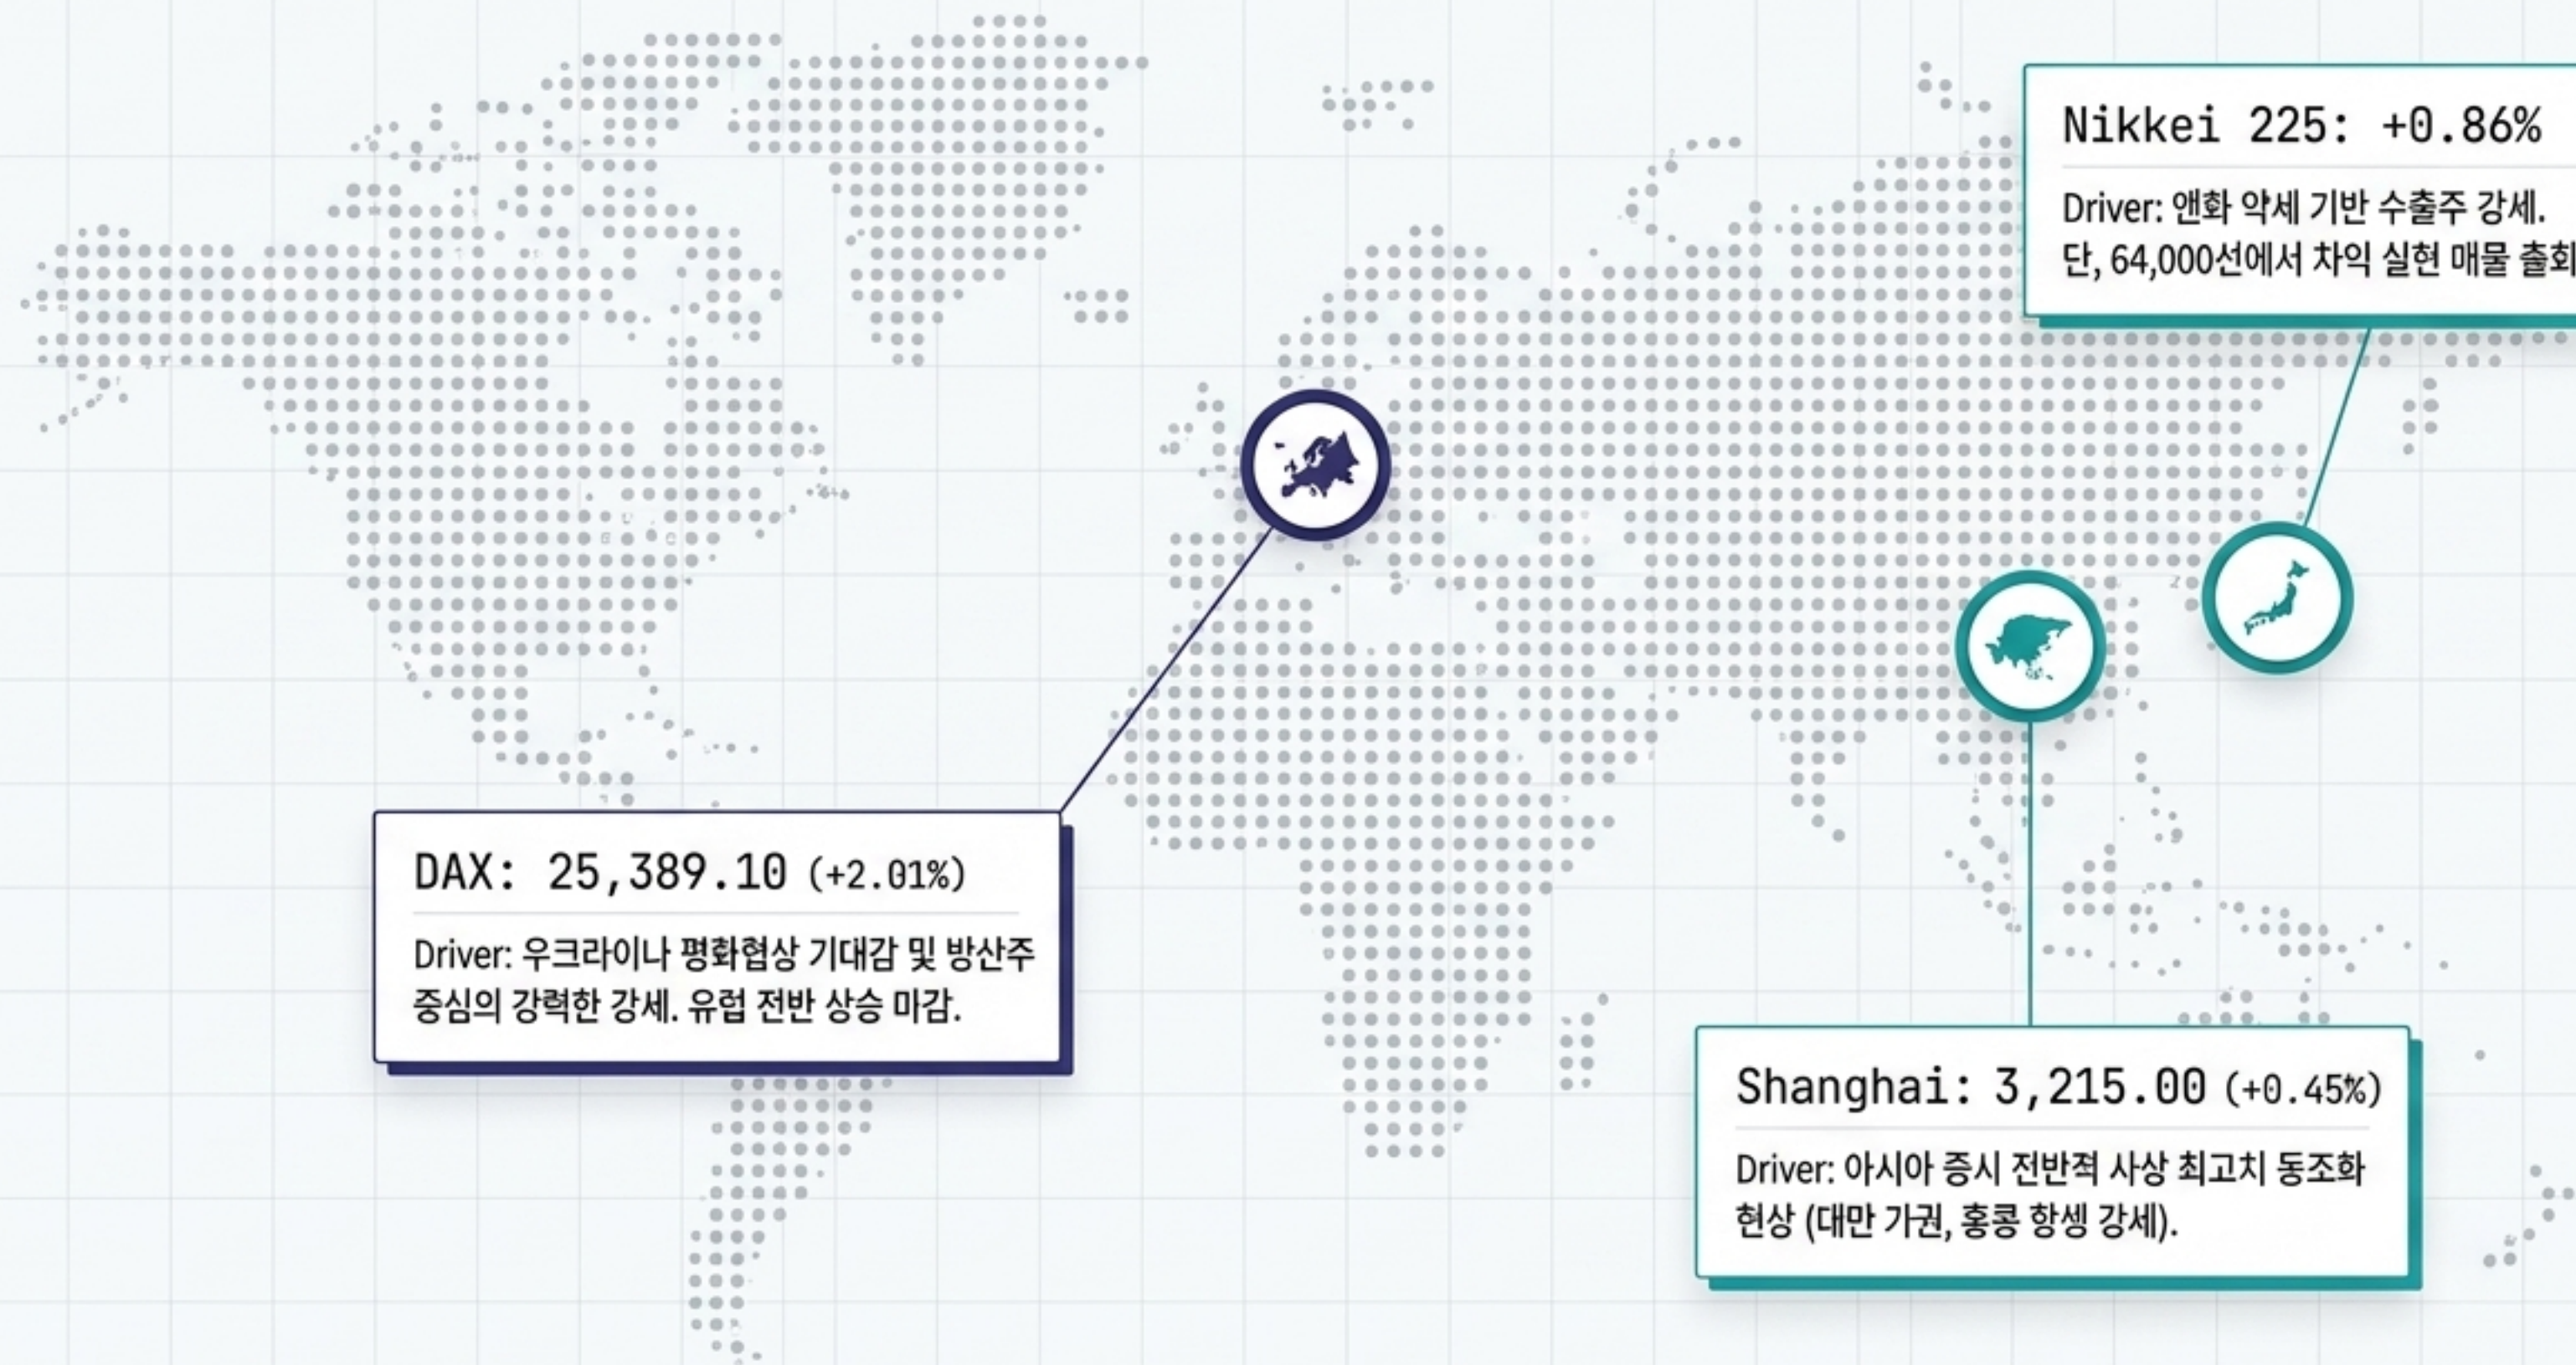 Nikkei 225: +0.86%
Driver: 앤화 약세 기반 수출주 강세.
단, 64,000선에서 차익 실현 매물 출회
DAX: 25,389.10 (+2.01%)
Driver: 우크라이나 평화협상 기대감 및 방산주
중심의 강력한 강세. 유럽 전반 상승 마감.
Shanghai: 3,215.00 (+0.45%)
Driver: 아시아 증시 전반적 사상 최고치 동조화
현상 (대만 가권, 홍콩 항셍 강세).